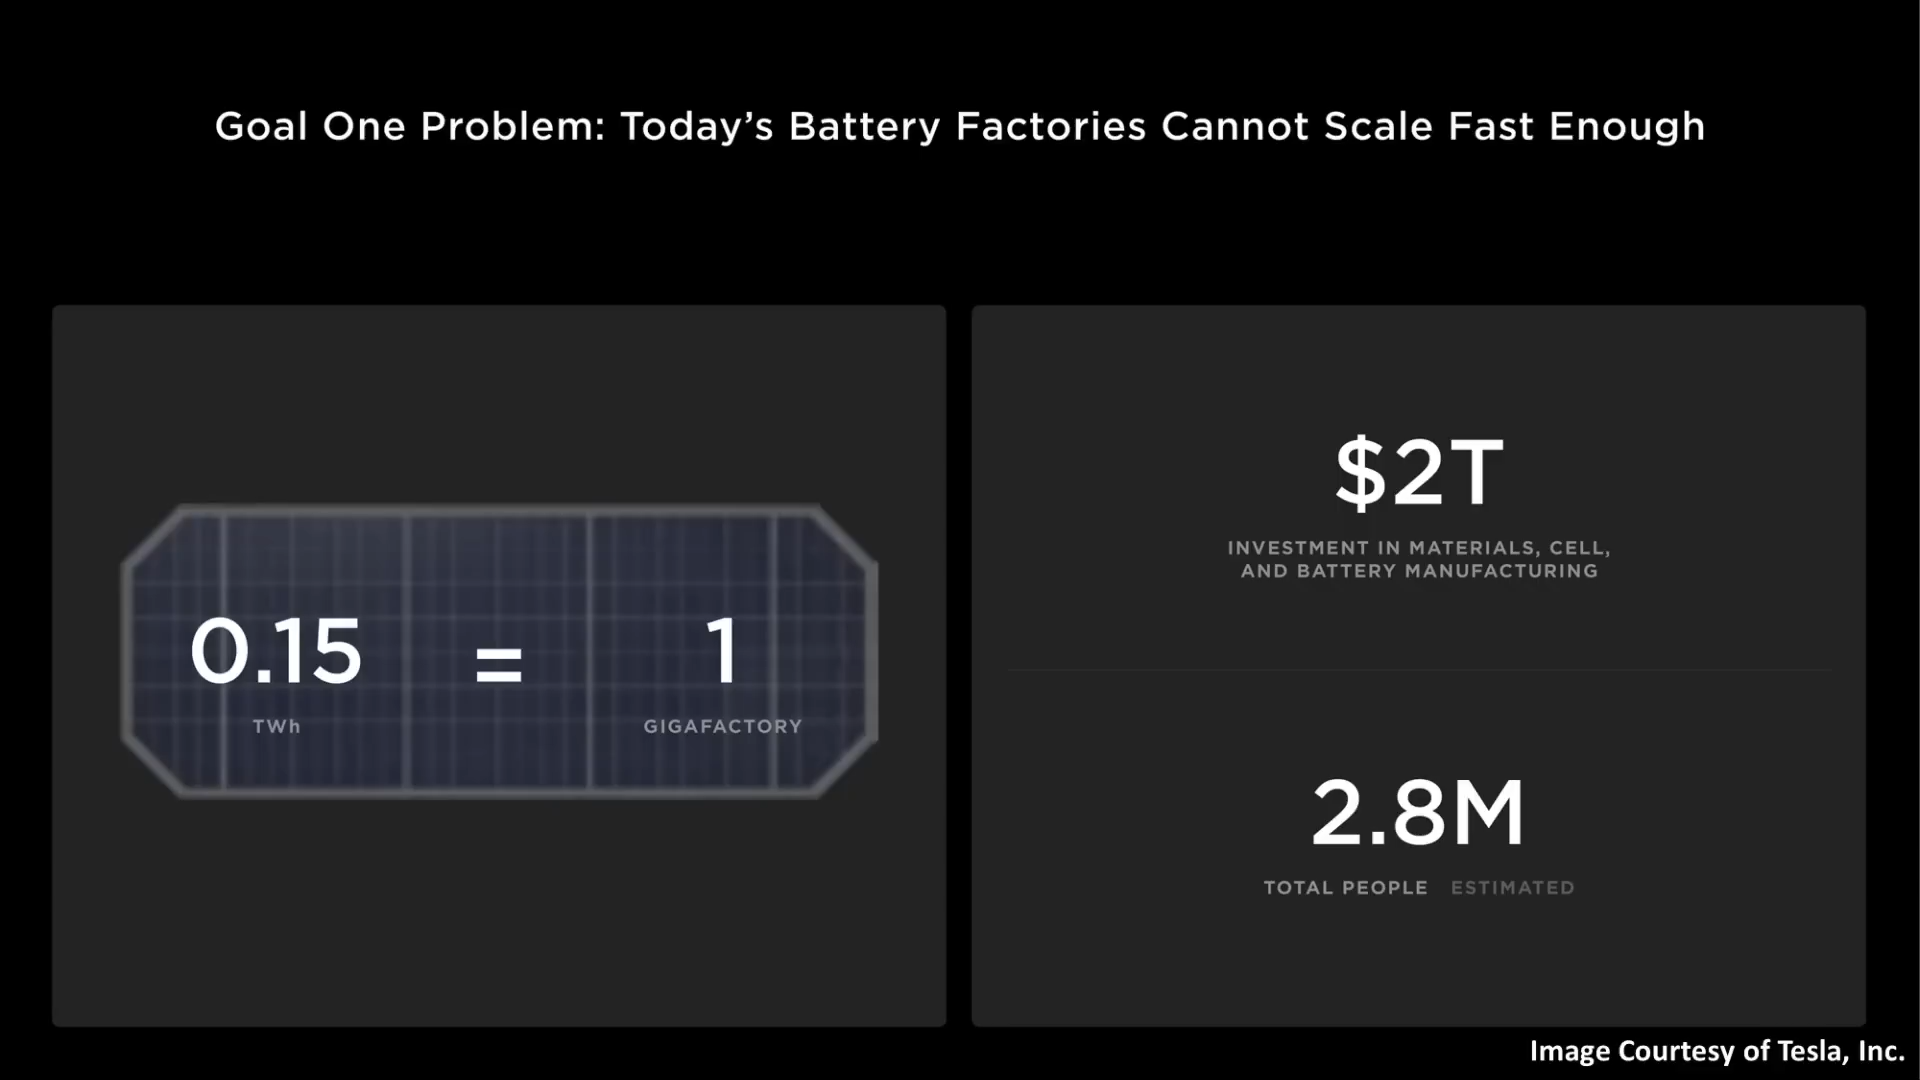 Goal One Problem: Today’s Battery Factories Cannot Scale Fast Enough
0.15 = 1
TWh GIGAFACTORY
$2T
INVESTMENT IN MATERIALS, CELL,
AND BATTERY MANUFACTURING
2.8M
TOTAL PEOPLE ESTIMATED
Image Courtesy of Tesla, Inc.